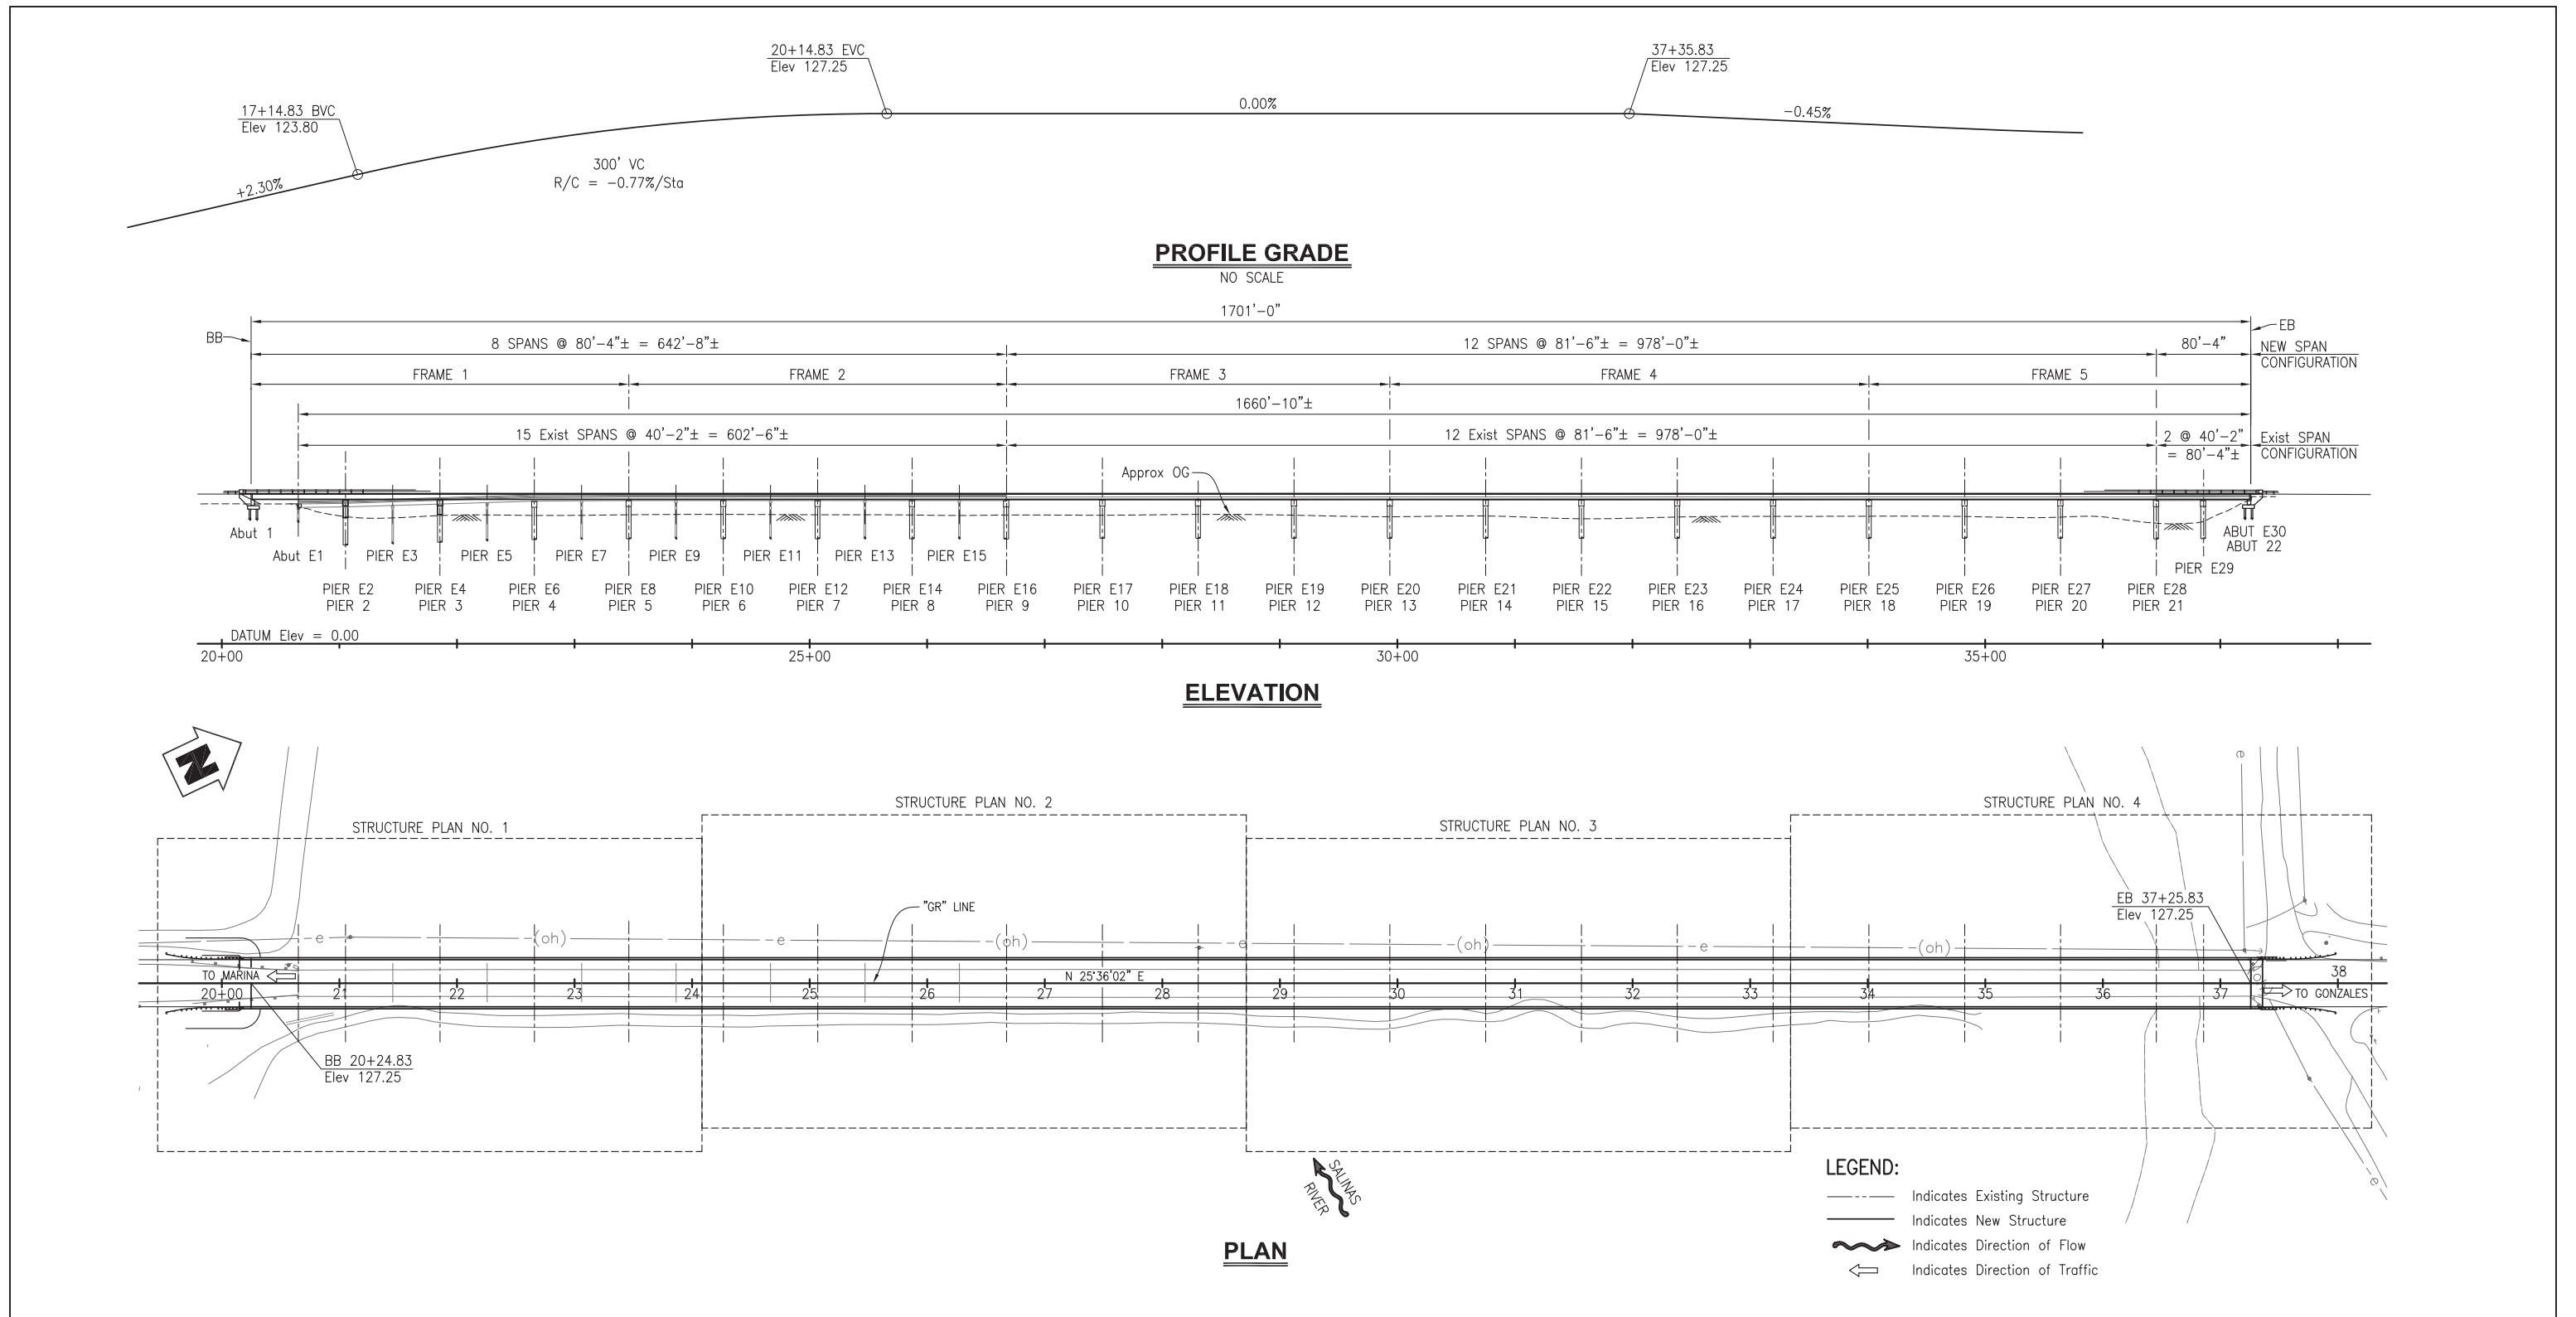 20+14.83 EVC
Elev 127.25
37+35.83
Elev 127.25
17+14.83 BVC
Elev 123.80
0.00%
-0.45%
+2.30%
300' VC
R/C = -0.77%/Sta
PROFILE GRADE
NO SCALE
1701'-0"
BB
EB
8 SPANS @ 80'-4"± = 642'-8"±
12 SPANS @ 81'-6"± = 978'-0"±
80'-4"
NEW SPAN
CONFIGURATION
FRAME 1
FRAME 2
FRAME 3
FRAME 4
FRAME 5
1660'-10"±
15 Exist SPANS @ 40'-2"± = 602'-6"±
12 Exist SPANS @ 81'-6"± = 978'-0"±
2 @ 40'-2"
= 80'-4"±
Exist SPAN
CONFIGURATION
Approx OG
Abut 1
Abut E1
PIER E3
PIER E5
PIER E7
PIER E9
PIER E11
PIER E13
PIER E15
ABUT E30
ABUT 22
PIER E29
PIER E2
PIER 2
PIER E4
PIER 3
PIER E6
PIER 4
PIER E8
PIER 5
PIER E10
PIER 6
PIER E12
PIER 7
PIER E14
PIER 8
PIER E16
PIER 9
PIER E17
PIER 10
PIER E18
PIER 11
PIER E19
PIER 12
PIER E20
PIER 13
PIER E21
PIER 14
PIER E22
PIER 15
PIER E23
PIER 16
PIER E24
PIER 17
PIER E25
PIER 18
PIER E26
PIER 19
PIER E27
PIER 20
PIER E28
PIER 21
DATUM Elev = 0.00
20+00
25+00
30+00
35+00
ELEVATION
N
STRUCTURE PLAN NO. 1
STRUCTURE PLAN NO. 2
STRUCTURE PLAN NO. 3
STRUCTURE PLAN NO. 4
e
EB 37+25.83
Elev 127.25
"GR" LINE
e
(oh)
e
(oh)
e
(oh)
e
(oh)
TO MARINA
N 25°36'02" E
20+00
21
22
23
24
25
26
27
28
29
30
31
32
33
34
35
36
37
38
TO GONZALES
BB 20+24.83
Elev 127.25
SALINAS
RIVER
e
PLAN
LEGEND:
Indicates Existing Structure
Indicates New Structure
Indicates Direction of Flow
Indicates Direction of Traffic